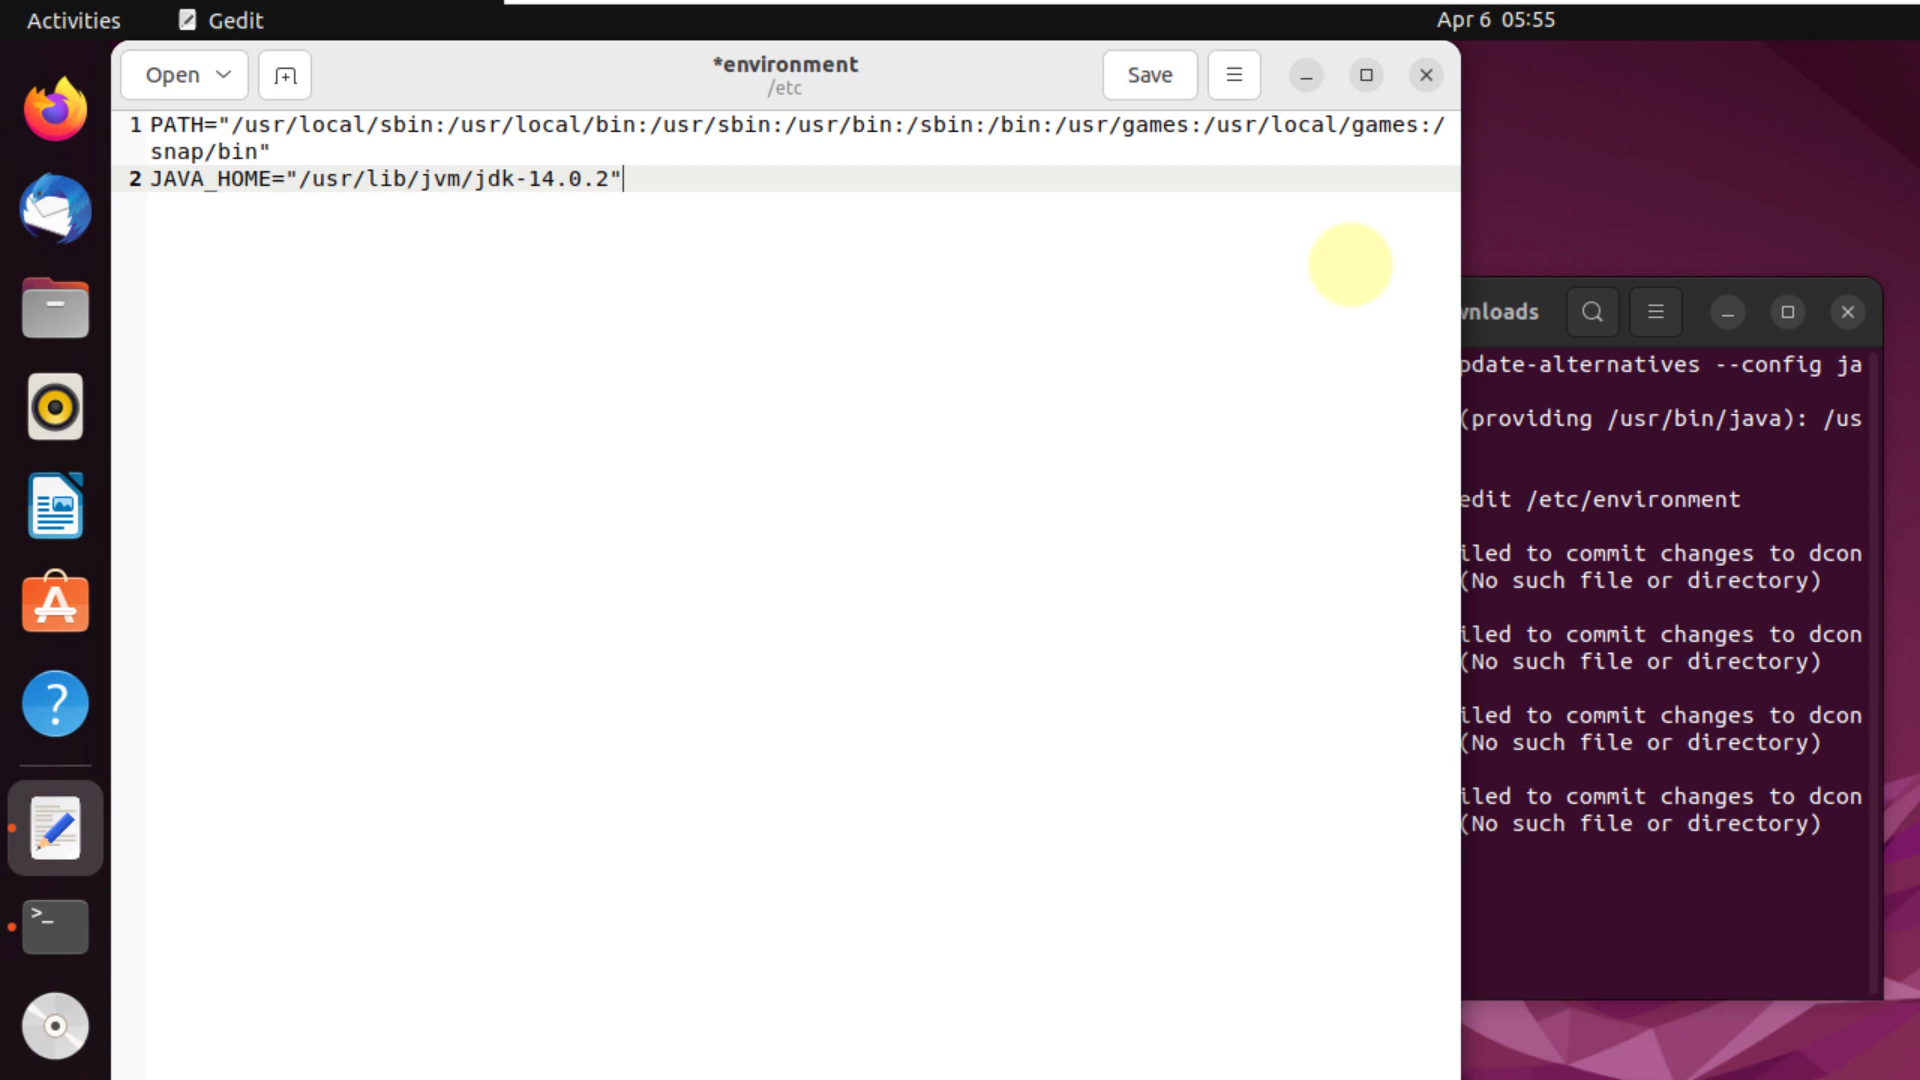 Activities
Gedit
Apr 6 05:55
Open
*environment
/etc
Save
1 PATH="/usr/local/sbin:/usr/local/bin:/usr/sbin:/usr/bin:/sbin:/bin:/usr/games:/usr/local/games:/
snap/bin"
2 JAVA_HOME="/usr/lib/jvm/jdk-14.0.2"
wnloads
pdate-alternatives --config ja
(providing /usr/bin/java): /us
edit /etc/environment
iled to commit changes to dcon
(No such file or directory)
iled to commit changes to dcon
(No such file or directory)
iled to commit changes to dcon
(No such file or directory)
iled to commit changes to dcon
(No such file or directory)